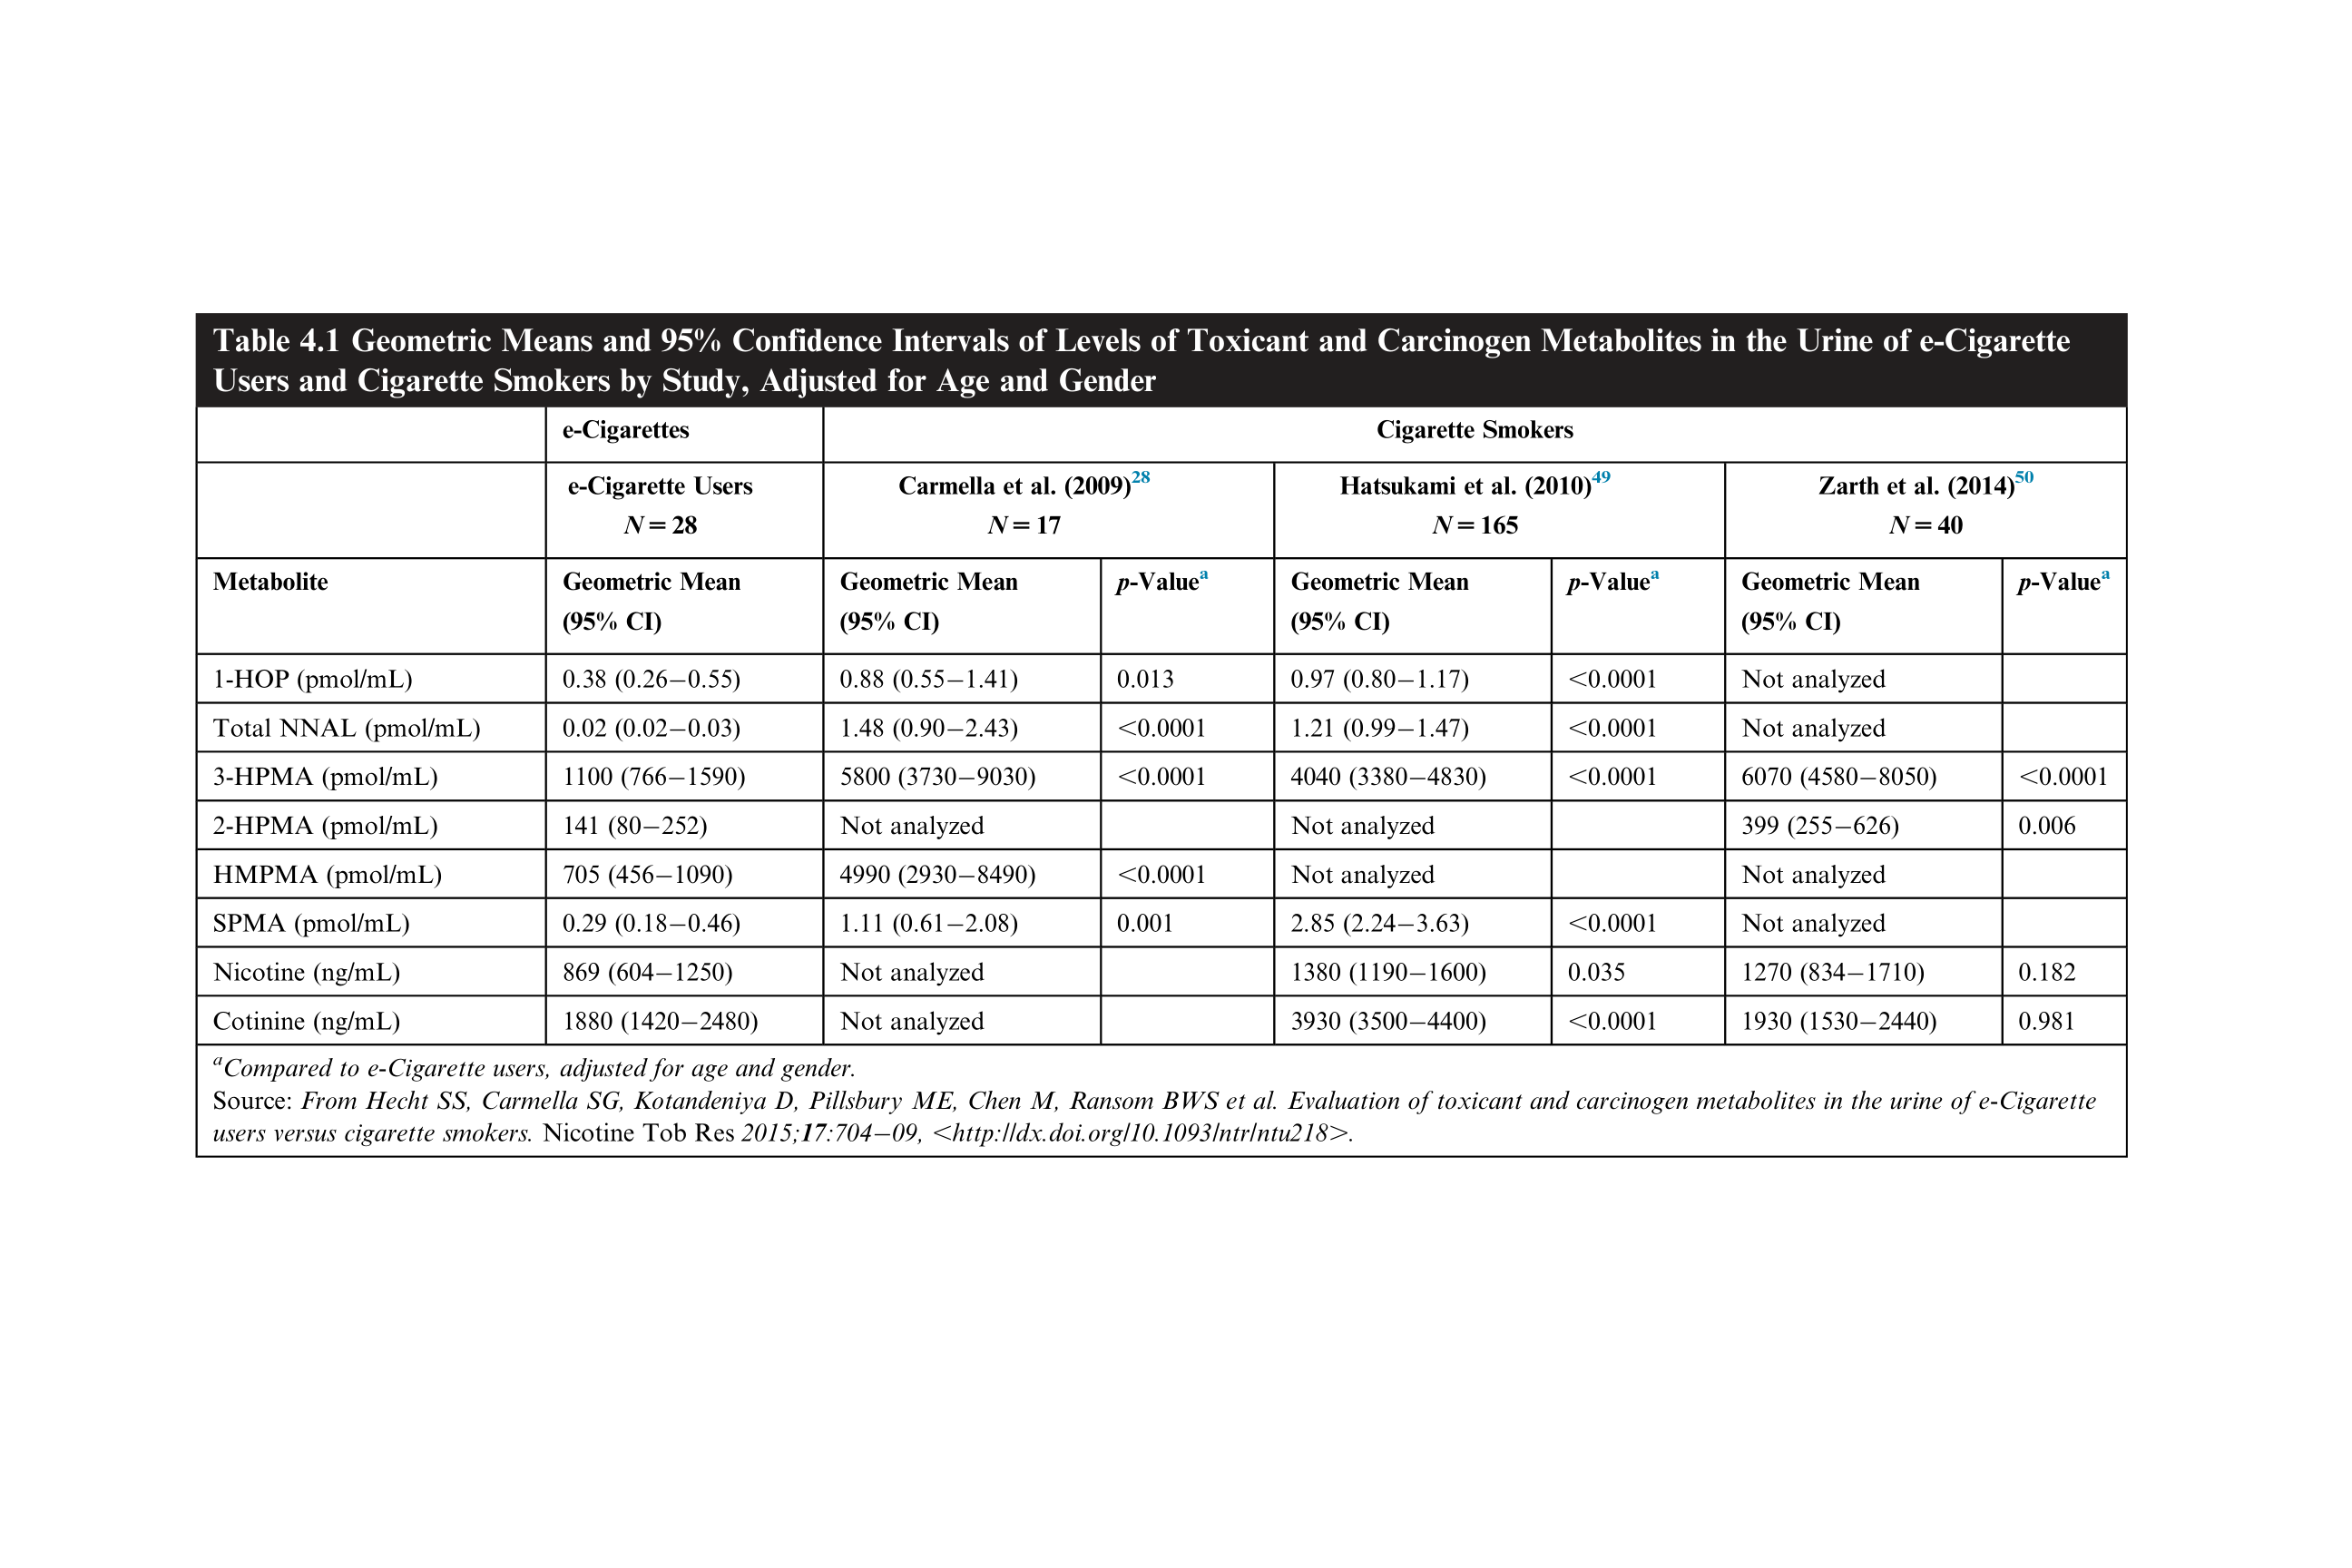 Table 4.1 Geometric Means and 95% Confidence Intervals of Levels of Toxicant and Carcinogen Metabolites in the Urine of e-Cigarette
Users and Cigarette Smokers by Study, Adjusted for Age and Gender
e-Cigarettes Cigarette Smokers
e-Cigarette Users Carmella et al. (2009)28 Hatsukami et al. (2010)49 Zarth et al. (2014)50
N = 28 N = 17 N = 165 N = 40
Metabolite Geometric Mean Geometric Mean p-Valuea Geometric Mean p-Valuea Geometric Mean p-Valuea
(95% CI) (95% CI) (95% CI) (95% CI)
1-HOP (pmol/mL) 0.38 (0.26–0.55) 0.88 (0.55–1.41) 0.013 0.97 (0.80–1.17) <0.0001 Not analyzed
Total NNAL (pmol/mL) 0.02 (0.02–0.03) 1.48 (0.90–2.43) <0.0001 1.21 (0.99–1.47) <0.0001 Not analyzed
3-HPMA (pmol/mL) 1100 (766–1590) 5800 (3730–9030) <0.0001 4040 (3380–4830) <0.0001 6070 (4580–8050) <0.0001
2-HPMA (pmol/mL) 141 (80–252) Not analyzed Not analyzed 399 (255–626) 0.006
HMPMA (pmol/mL) 705 (456–1090) 4990 (2930–8490) <0.0001 Not analyzed Not analyzed
SPMA (pmol/mL) 0.29 (0.18–0.46) 1.11 (0.61–2.08) 0.001 2.85 (2.24–3.63) <0.0001 Not analyzed
Nicotine (ng/mL) 869 (604–1250) Not analyzed 1380 (1190–1600) 0.035 1270 (834–1710) 0.182
Cotinine (ng/mL) 1880 (1420–2480) Not analyzed 3930 (3500–4400) <0.0001 1930 (1530–2440) 0.981
aCompared to e-Cigarette users, adjusted for age and gender.
Source: From Hecht SS, Carmella SG, Kotandeniya D, Pillsbury ME, Chen M, Ransom BWS et al. Evaluation of toxicant and carcinogen metabolites in the urine of e-Cigarette
users versus cigarette smokers. Nicotine Tob Res 2015;17:704–09, <http://dx.doi.org/10.1093/ntr/ntu218>.